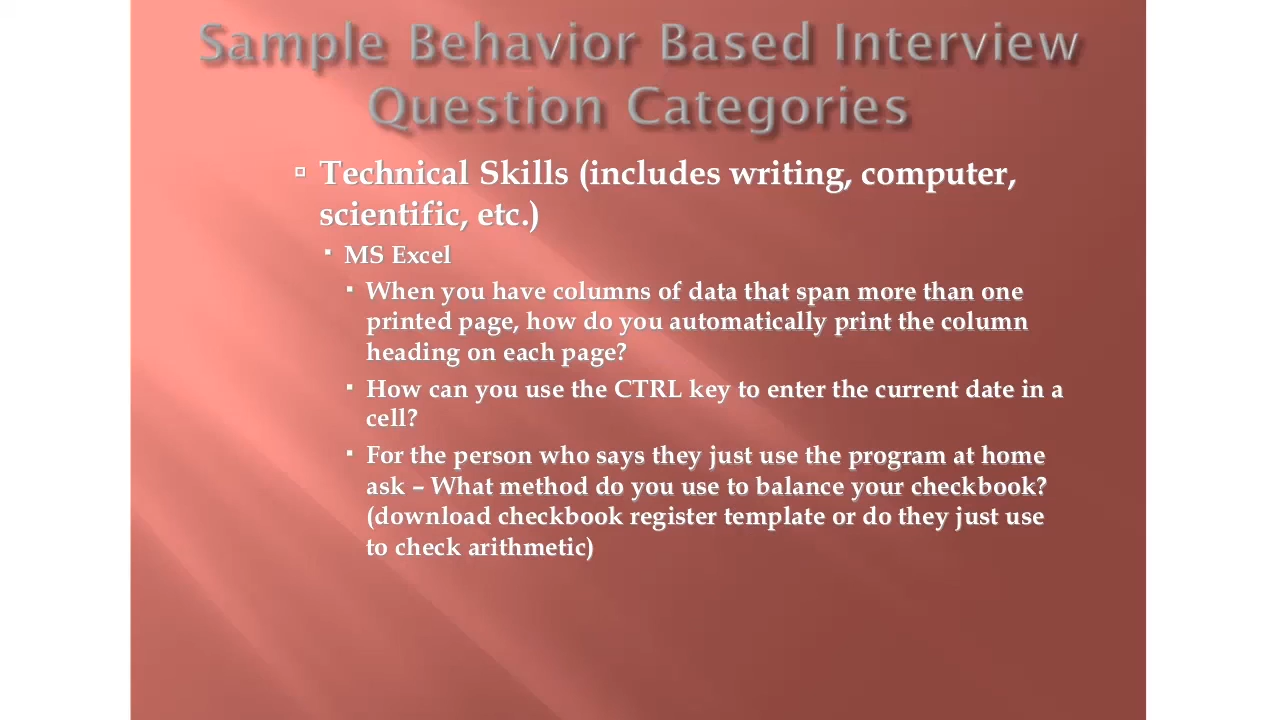 Sample Behavior Based Interview
Question Categories
Technical Skills (includes writing, computer,
scientific, etc.)
MS Excel
When you have columns of data that span more than one
printed page, how do you automatically print the column
heading on each page?
How can you use the CTRL key to enter the current date in a
cell?
For the person who says they just use the program at home
ask – What method do you use to balance your checkbook?
(download checkbook register template or do they just use
to check arithmetic)